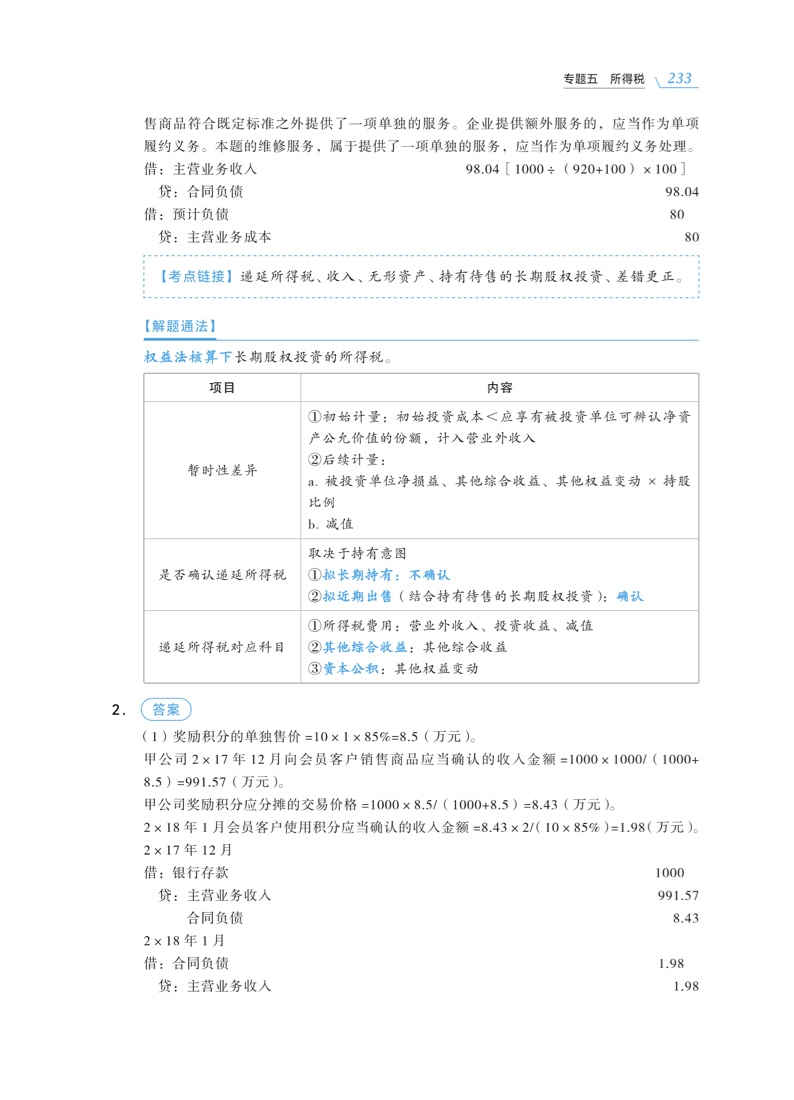 专题五　所得税　233
售商品符合既定标准之外提供了一项单独的服务。企业提供额外服务的，应当作为单项
履约义务。本题的维修服务，属于提供了一项单独的服务，应当作为单项履约义务处理。
借：主营业务收入　98.04［1000÷（920+100）×100］
贷：合同负债　98.04
借：预计负债　80
贷：主营业务成本　80
【考点链接】递延所得税、收入、无形资产、持有待售的长期股权投资、差错更正。
【解题通法】
权益法核算下长期股权投资的所得税。
项目　内容
暂时性差异
①初始计量：初始投资成本＜应享有被投资单位可辨认净资
产公允价值的份额，计入营业外收入
②后续计量：
a. 被投资单位净损益、其他综合收益、其他权益变动 × 持股
比例
b. 减值
是否确认递延所得税
取决于持有意图
①拟长期持有：不确认
②拟近期出售（结合持有待售的长期股权投资）：确认
递延所得税对应科目
①所得税费用：营业外收入、投资收益、减值
②其他综合收益：其他综合收益
③资本公积：其他权益变动
2. 答案
（1）奖励积分的单独售价 =10×1×85%=8.5（万元）。
甲公司 2×17 年 12 月向会员客户销售商品应当确认的收入金额 =1000×1000/（1000+
8.5）=991.57（万元）。
甲公司奖励积分应分摊的交易价格 =1000×8.5/（1000+8.5）=8.43（万元）。
2×18 年 1 月会员客户使用积分应当确认的收入金额 =8.43×2/（10×85%）=1.98（万元）。
2×17 年 12 月
借：银行存款　1000
贷：主营业务收入　991.57
合同负债　8.43
2×18 年 1 月
借：合同负债　1.98
贷：主营业务收入　1.98